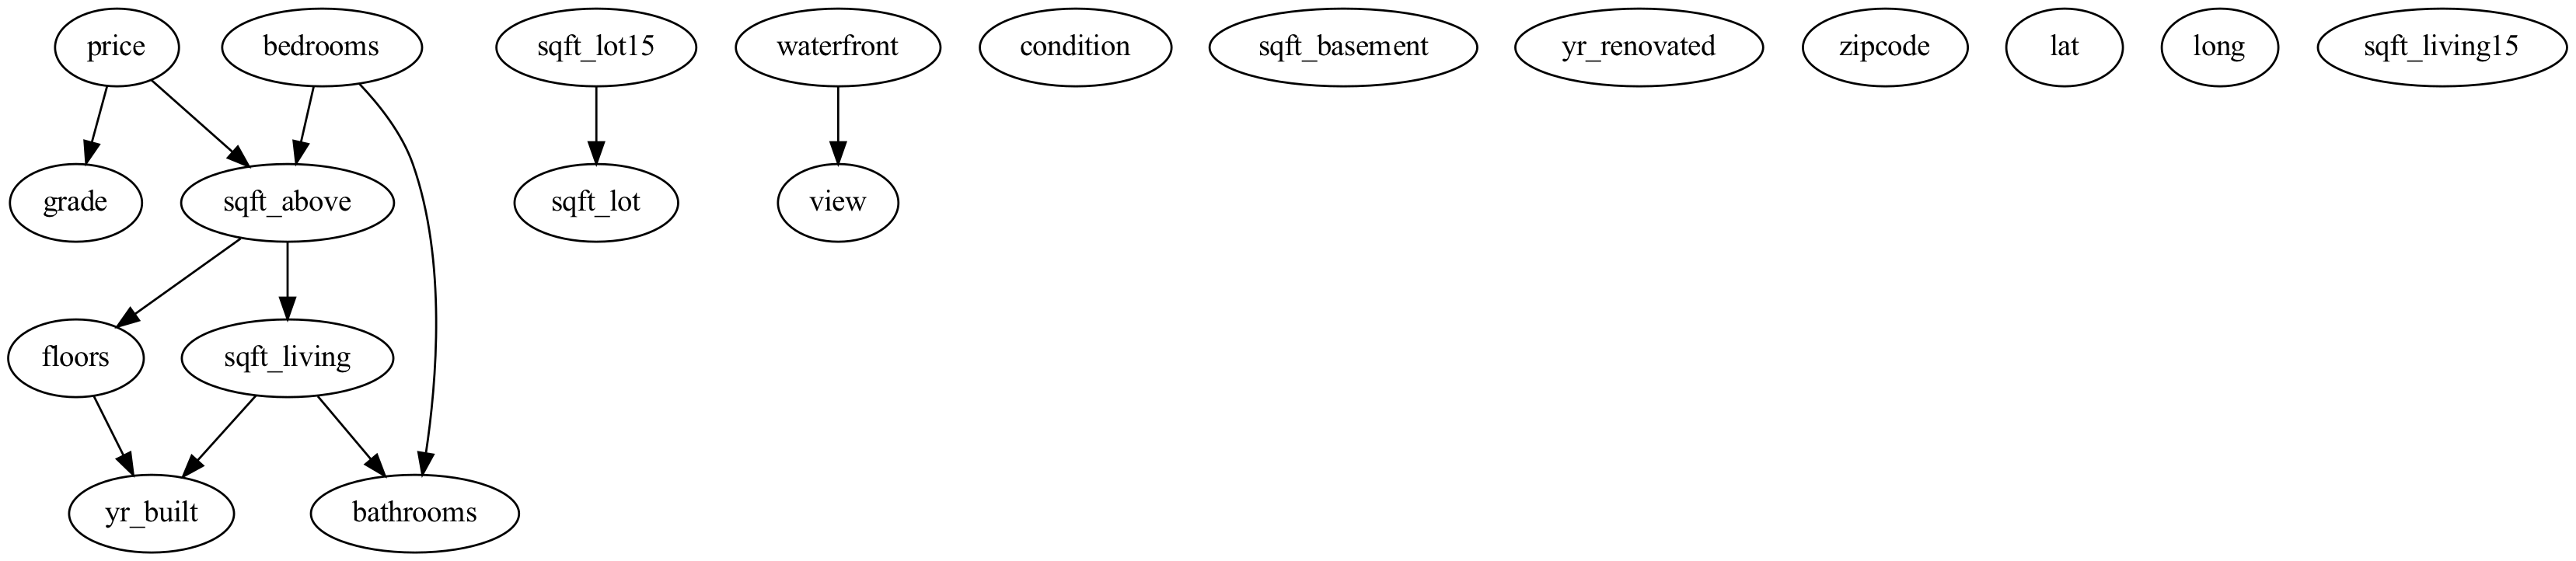 price
bedrooms
sqft_lot15
waterfront
condition
sqft_basement
yr_renovated
zipcode
lat
long
sqft_living15
grade
sqft_above
sqft_lot
view
floors
sqft_living
yr_built
bathrooms